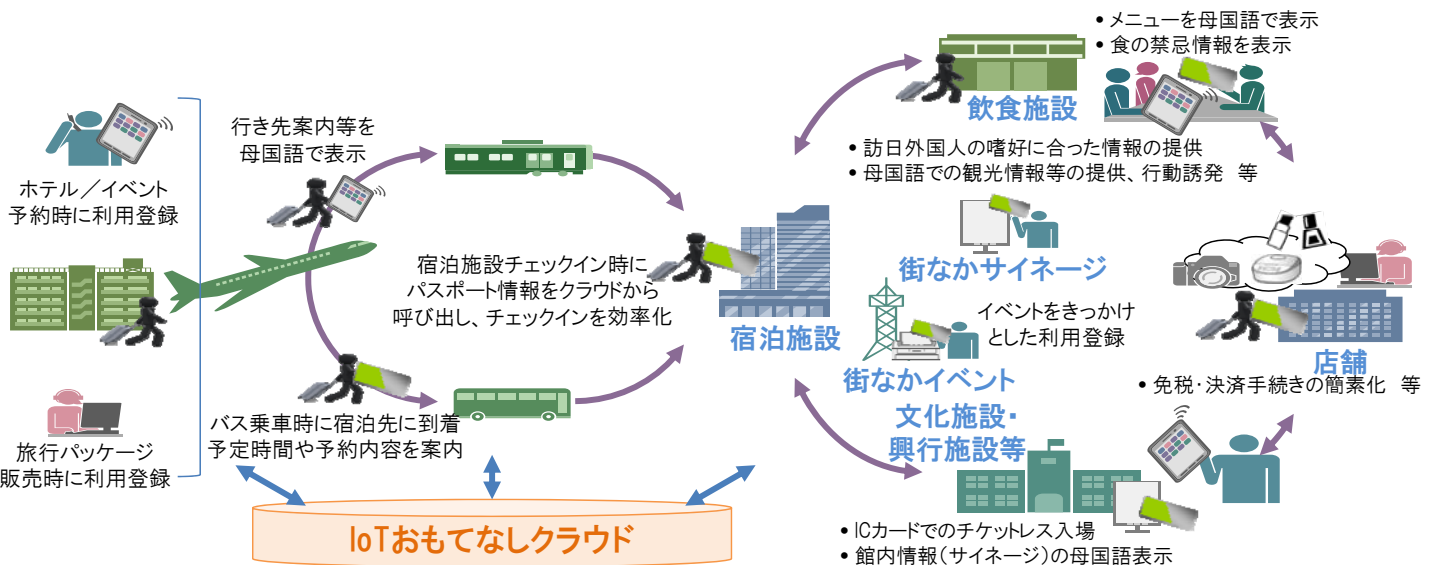 ホテル／イベント
予約時に利用登録
旅行パッケージ
販売時に利用登録
行き先案内等を
母国語で表示
宿泊施設チェックイン時に
パスポート情報をクラウドから
呼び出し、チェックインを効率化
バス乗車時に宿泊先に到着
予定時間や予約内容を案内
IoTおもてなしクラウド
宿泊施設
• メニューを母国語で表示
• 食の禁忌情報を表示
飲食施設
• 訪日外国人の嗜好に合った情報の提供
• 母国語での観光情報等の提供、行動誘発　等
街なかサイネージ
イベントをきっかけ
とした利用登録
街なかイベント
店舗
• 免税・決済手続きの簡素化　等
文化施設・
興行施設等
• ICカードでのチケットレス入場
• 館内情報（サイネージ）の母国語表示